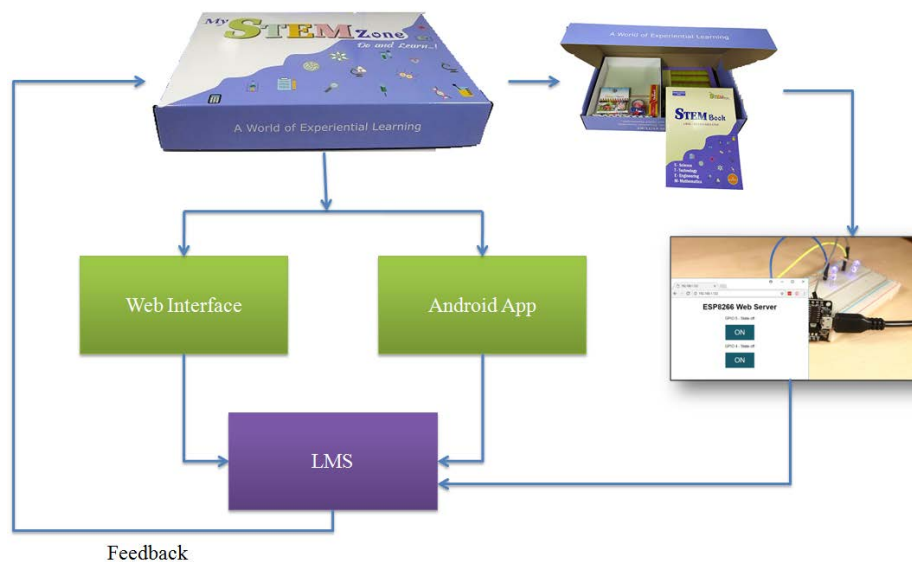 My STEM Zone
Do and Learn..!
A World of Experiential Learning
A World of Experiential Learning
STEM Book
S - Science
T - Technology
E - Engineering
M - Mathematics
Web Interface
Android App
ESP8266 Web Server
ON
ON
LMS
Feedback